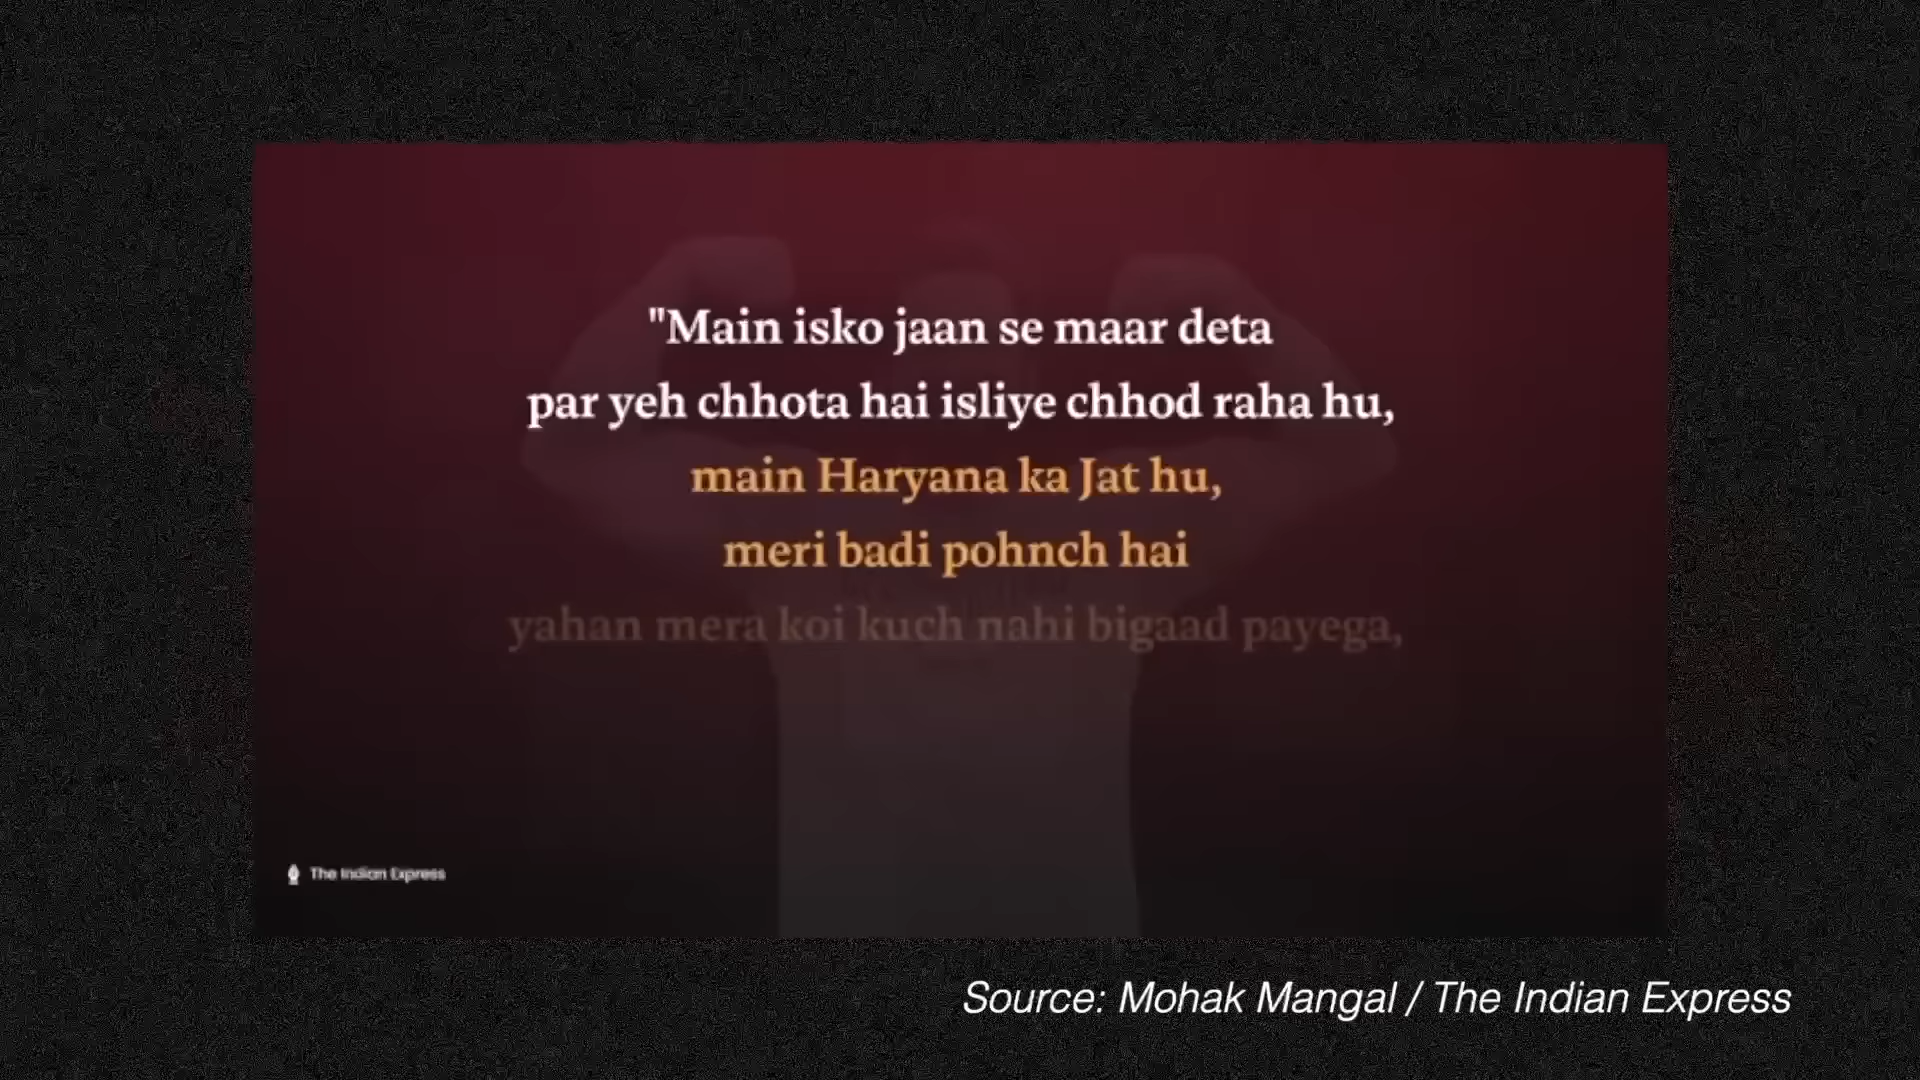 "Main isko jaan se maar deta
par yeh chhota hai isliye chhod raha hu,
main Haryana ka Jat hu,
meri badi pohnch hai
yahan mera koi kuch nahi bigaad payega,
The Indian Express
Source: Mohak Mangal / The Indian Express